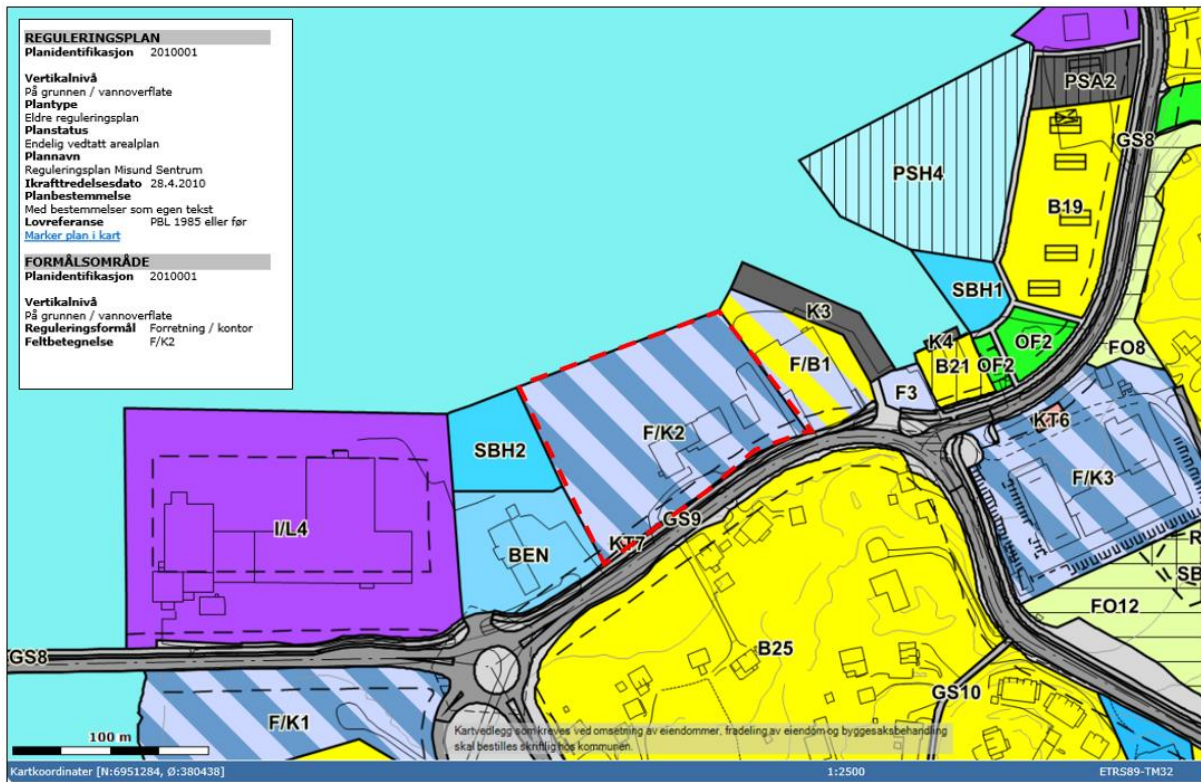 REGULERINGSPLAN
Planidentifikasjon 2010001
Vertikalnivå
På grunnen / vannoverflate
Plantype
Eldre reguleringsplan
Planstatus
Endelig vedtatt arealplan
Plannavn
Reguleringsplan Misund Sentrum
Ikrafttredelsesdato 28.4.2010
Planbestemmelse
Med bestemmelser som egen tekst
Lovreferanse PBL 1985 eller før
Marker plan i kart
FORMÅLSOMRÅDE
Planidentifikasjon 2010001
Vertikalnivå
På grunnen / vannoverflate
Reguleringsformål Forretning / kontor
Feltbetegnelse F/K2
PSA2
GS8
PSH4
B19
SBH1
K3
K4
OF2
B21
OF2
FO8
F/B1
F3
KT6
F/K2
SBH2
F/K3
GS9
I/L4
BEN
KT7
R
SB
FO12
GS8
B25
GS10
F/K1
100 m
Kartvedlegg som kreves ved omsetning av eiendommer, fradeling av eiendom og byggesaksbehandling
skal bestilles skriftlig hos kommunen.
Kartkoordinater [N:6951284, Ø:380438]
1:2500
ETRS89-TM32